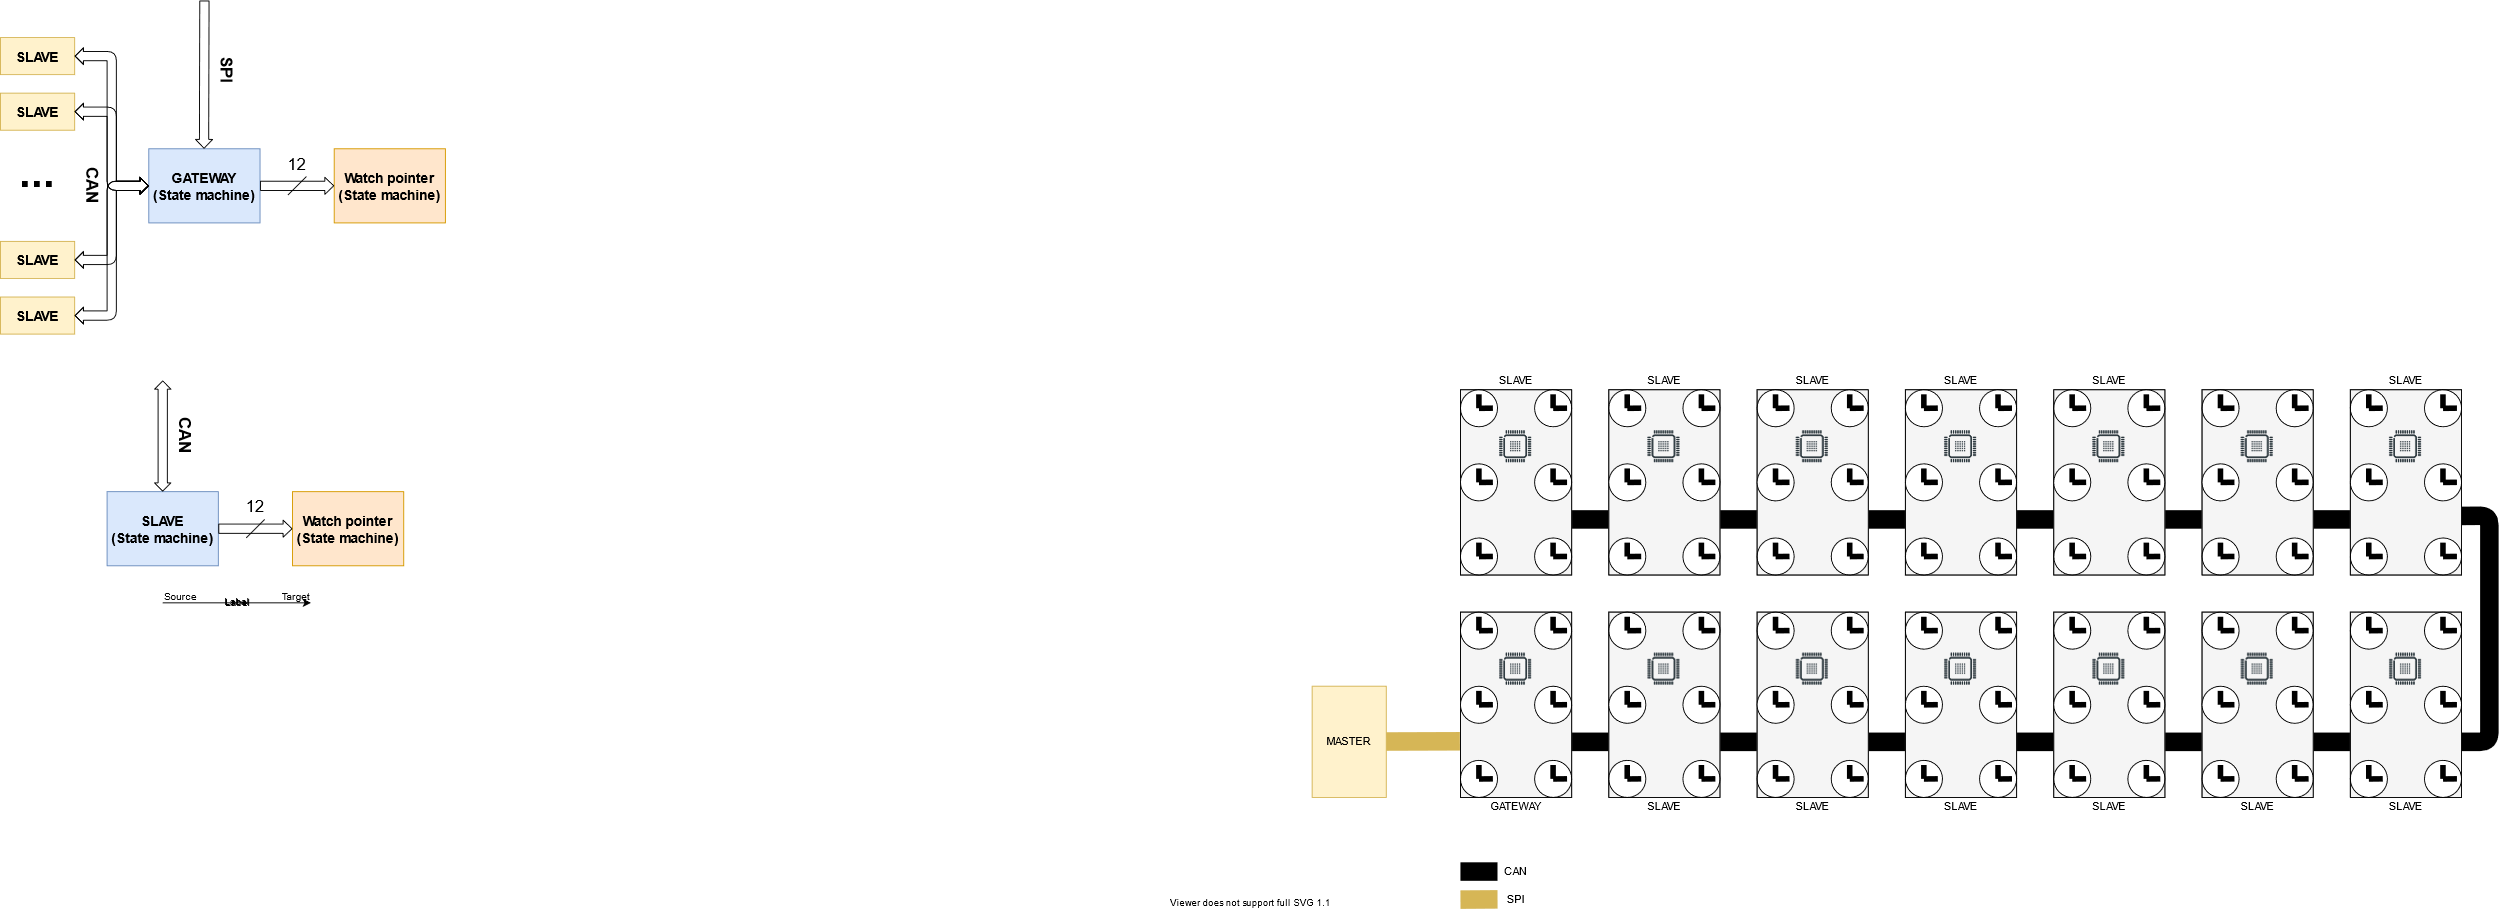 SPI
SLAVE
SLAVE
...
CAN
12
GATEWAY
(State machine)
Watch pointer
(State machine)
SLAVE
SLAVE
CAN
12
SLAVE
(State machine)
Watch pointer
(State machine)
Source
Label
Target
SLAVE
SLAVE
SLAVE
SLAVE
SLAVE
SLAVE
MASTER
GATEWAY
SLAVE
SLAVE
SLAVE
SLAVE
SLAVE
SLAVE
CAN
SPI
Viewer does not support full SVG 1.1